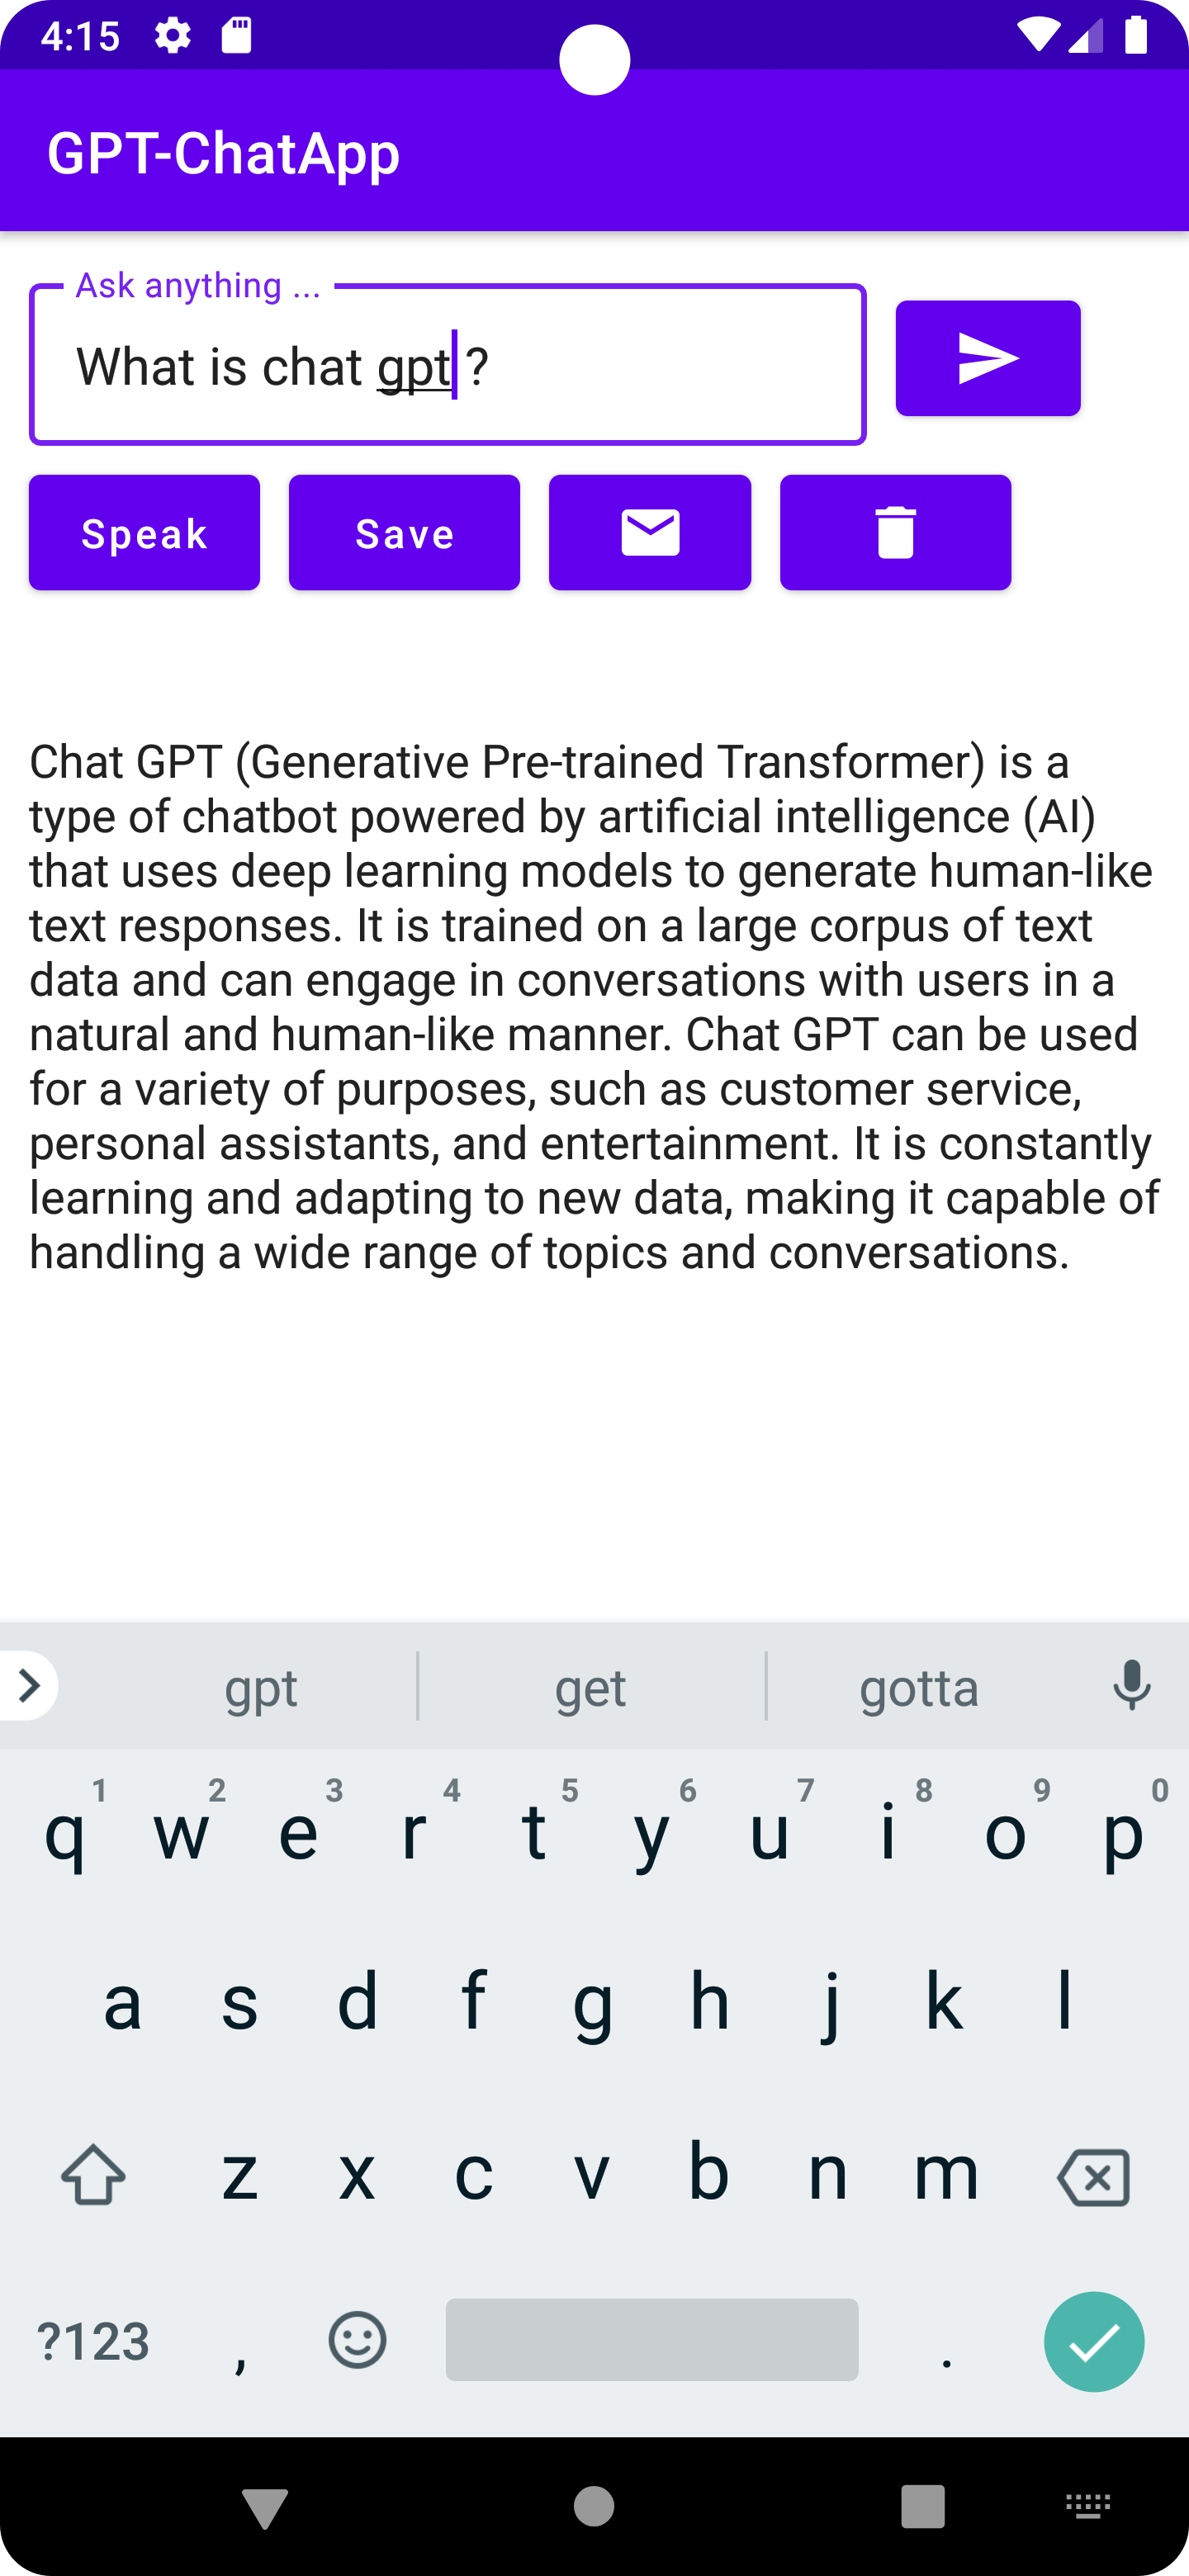 4:15
GPT-ChatApp
Ask anything ...
What is chat gpt ?
Speak Save
Chat GPT (Generative Pre-trained Transformer) is a
type of chatbot powered by artificial intelligence (AI)
that uses deep learning models to generate human-like
text responses. It is trained on a large corpus of text
data and can engage in conversations with users in a
natural and human-like manner. Chat GPT can be used
for a variety of purposes, such as customer service,
personal assistants, and entertainment. It is constantly
learning and adapting to new data, making it capable of
handling a wide range of topics and conversations.
gpt get gotta
1 2 3 4 5 6 7 8 9 0
q w e r t y u i o p
a s d f g h j k l
z x c v b n m
?123 , .